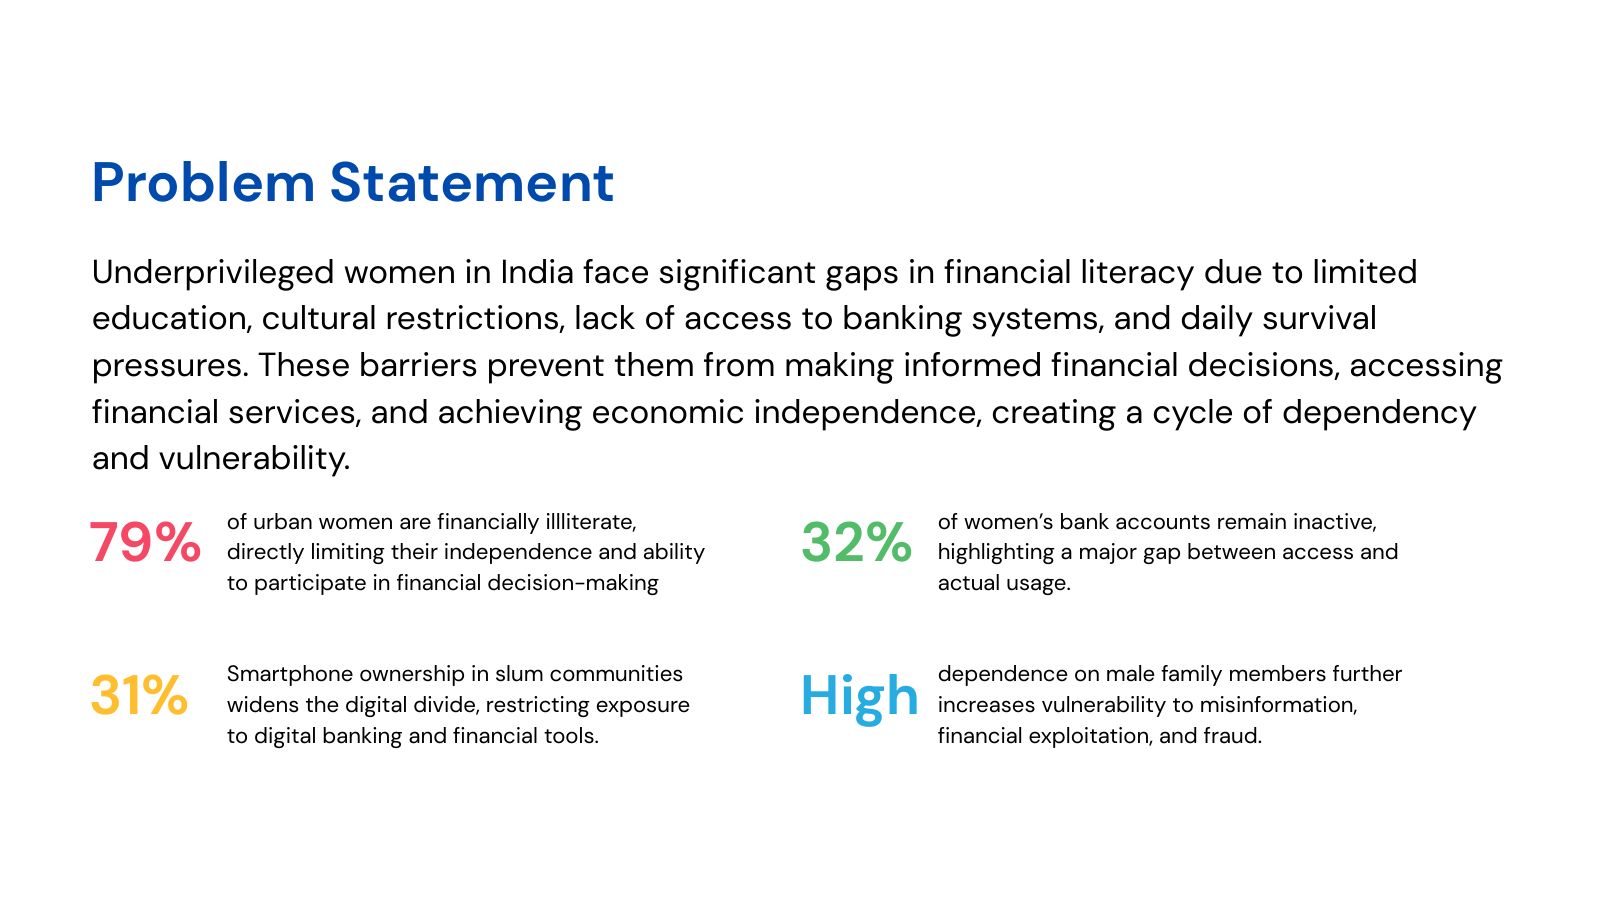 Problem Statement
Underprivileged women in India face significant gaps in financial literacy due to limited
education, cultural restrictions, lack of access to banking systems, and daily survival
pressures. These barriers prevent them from making informed financial decisions, accessing
financial services, and achieving economic independence, creating a cycle of dependency
and vulnerability.
79%
of urban women are financially illliterate,
directly limiting their independence and ability
to participate in financial decision-making
32%
of women’s bank accounts remain inactive,
highlighting a major gap between access and
actual usage.
31%
Smartphone ownership in slum communities
widens the digital divide, restricting exposure
to digital banking and financial tools.
High
dependence on male family members further
increases vulnerability to misinformation,
financial exploitation, and fraud.